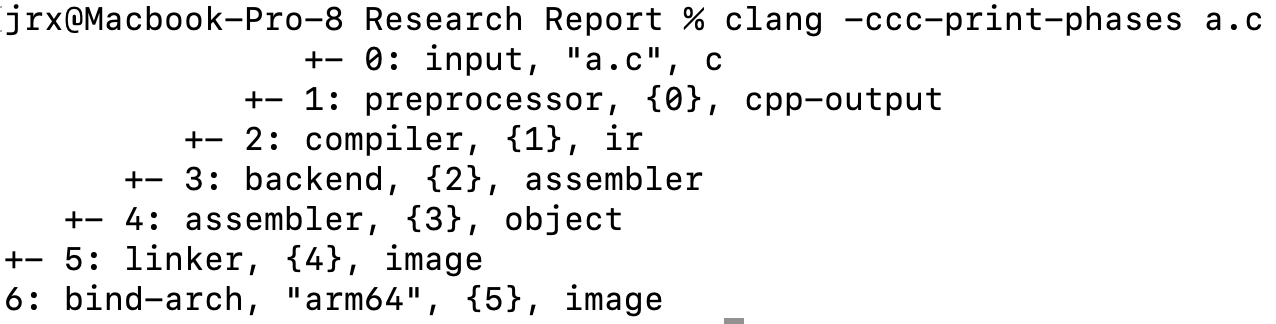 jrx@Macbook-Pro-8 Research Report % clang -ccc-print-phases a.c
+- 0: input, "a.c", c
+- 1: preprocessor, {0}, cpp-output
+- 2: compiler, {1}, ir
+- 3: backend, {2}, assembler
+- 4: assembler, {3}, object
+- 5: linker, {4}, image
6: bind-arch, "arm64", {5}, image